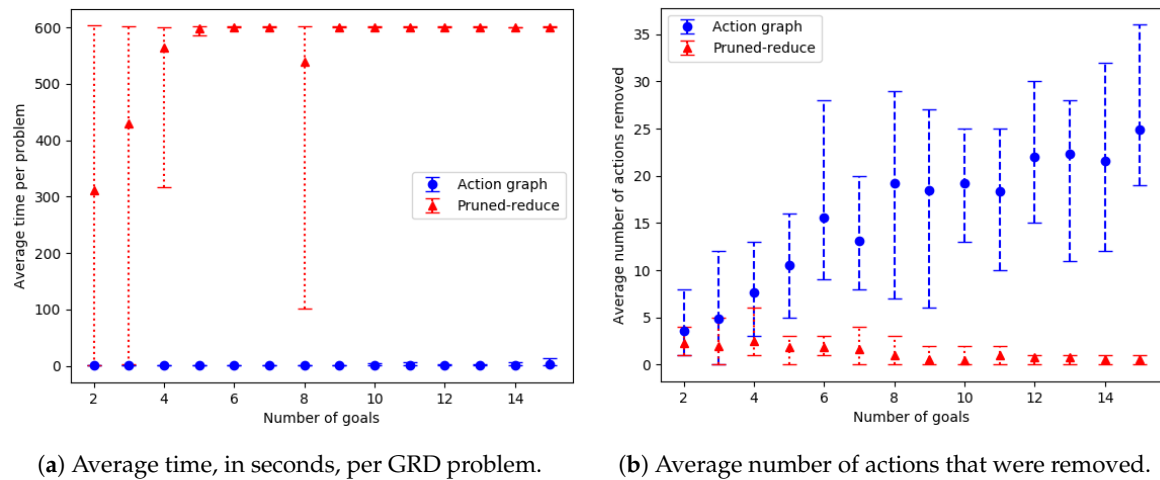 600
500
400
300
200
100
0
Average time per problem
Action graph
Pruned-reduce
2 4 6 8 10 12 14
Number of goals
35
30
25
20
15
10
5
0
Average number of actions removed
Action graph
Pruned-reduce
2 4 6 8 10 12 14
Number of goals
(a) Average time, in seconds, per GRD problem.
(b) Average number of actions that were removed.